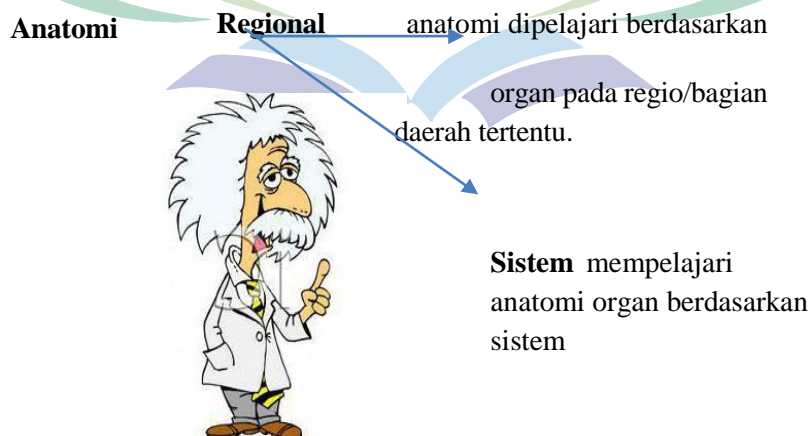 Anatomi Regional anatomi dipelajari berdasarkan
organ pada regio/bagian
daerah tertentu.
Sistem mempelajari
anatomi organ berdasarkan
sistem